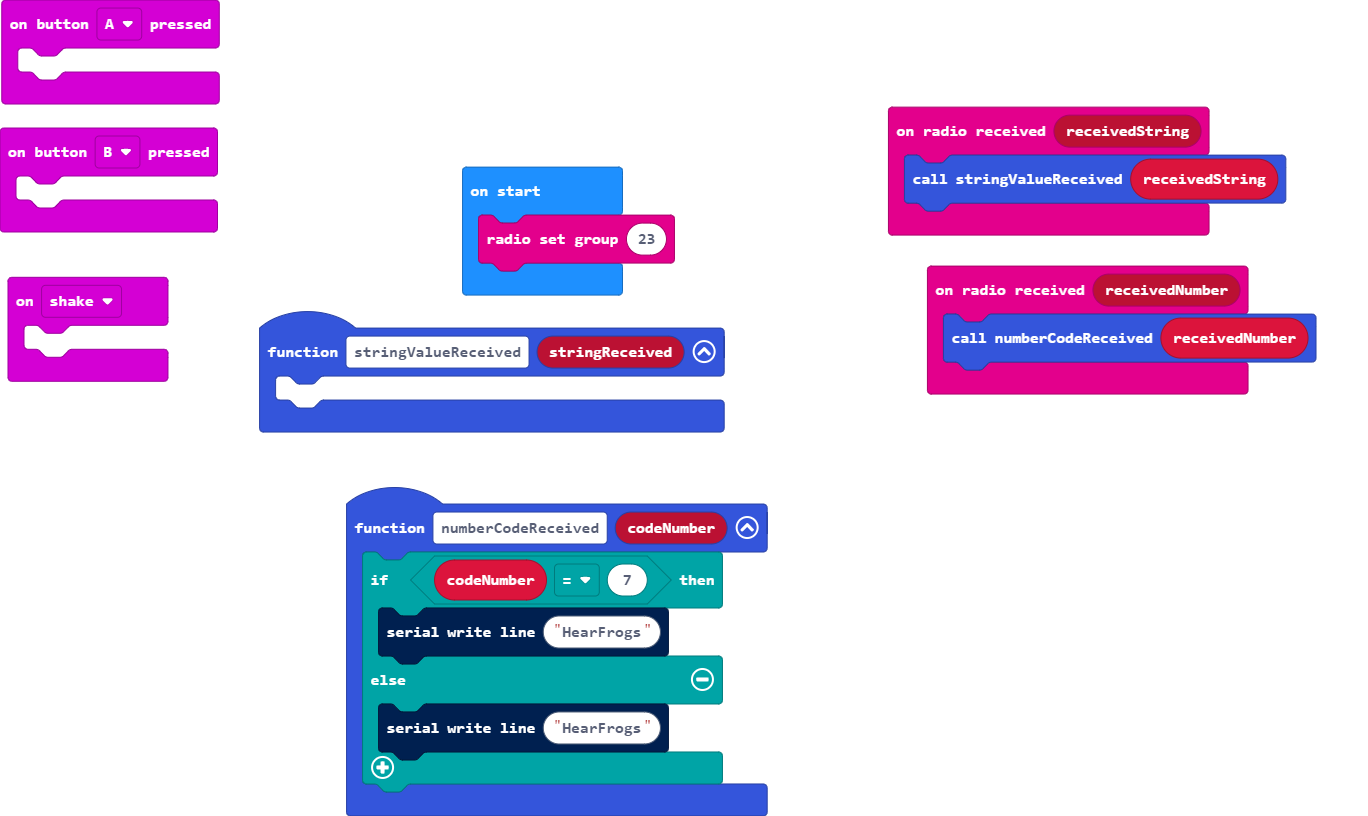 on button A pressed
on button B pressed
on shake
on start
radio set group 23
function stringValueReceived stringReceived
function numberCodeReceived codeNumber
if codeNumber = 7 then
serial write line "HearFrogs"
else
serial write line "HearFrogs"
on radio received receivedString
call stringValueReceived receivedString
on radio received receivedNumber
call numberCodeReceived receivedNumber